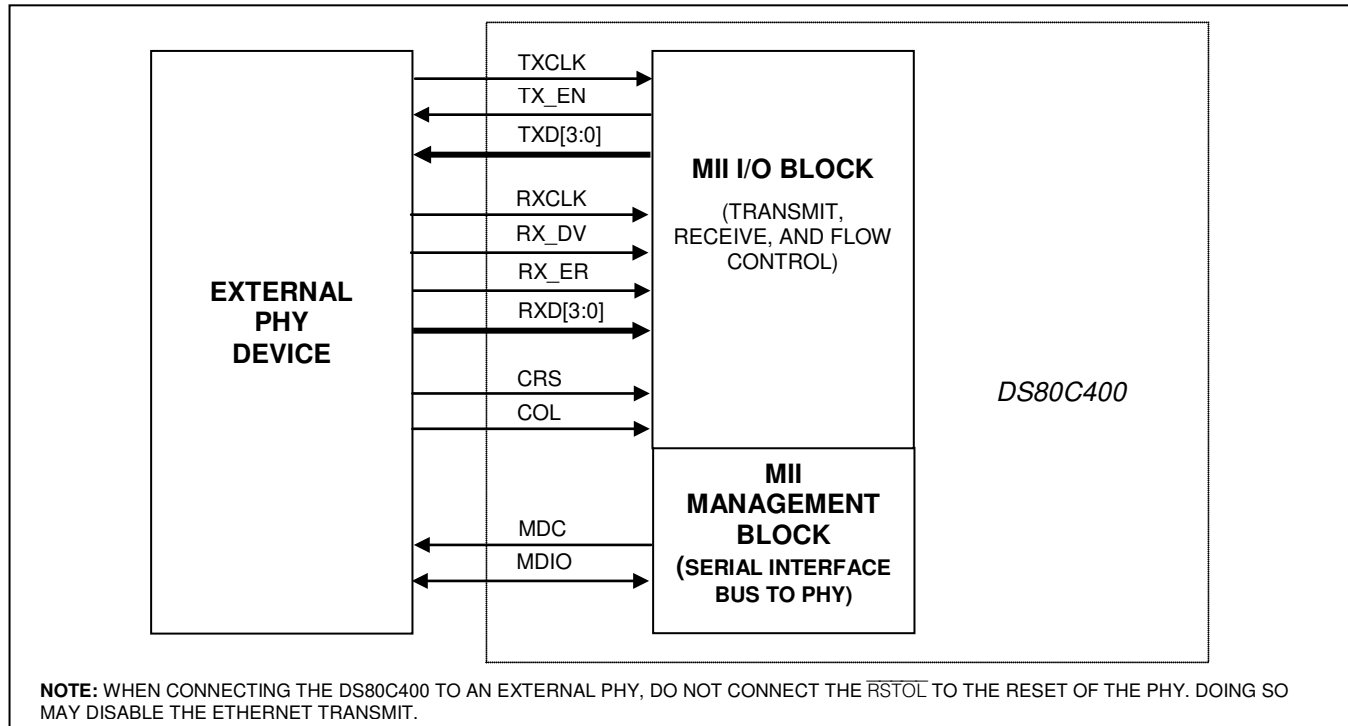 TXCLK
TX_EN
TXD[3:0]
RXCLK
RX_DV
RX_ER
RXD[3:0]
CRS
COL
MDC
MDIO
EXTERNAL
PHY
DEVICE
MII I/O BLOCK
(TRANSMIT,
RECEIVE, AND FLOW
CONTROL)
MII
MANAGEMENT
BLOCK
(SERIAL INTERFACE
BUS TO PHY)
DS80C400
NOTE: WHEN CONNECTING THE DS80C400 TO AN EXTERNAL PHY, DO NOT CONNECT THE R̅S̅T̅O̅L̅ TO THE RESET OF THE PHY. DOING SO
MAY DISABLE THE ETHERNET TRANSMIT.